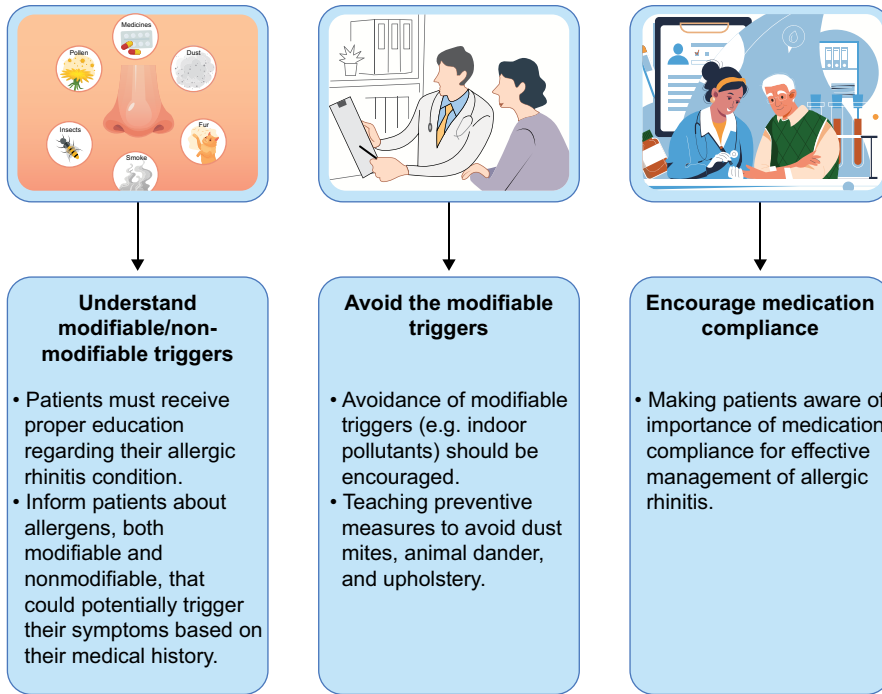 Medicines
Pollen
Dust
Insects
Fur
Smoke
Understand
modifiable/non-
modifiable triggers
• Patients must receive
proper education
regarding their allergic
rhinitis condition.
• Inform patients about
allergens, both
modifiable and
nonmodifiable, that
could potentially trigger
their symptoms based on
their medical history.
Avoid the modifiable
triggers
• Avoidance of modifiable
triggers (e.g. indoor
pollutants) should be
encouraged.
• Teaching preventive
measures to avoid dust
mites, animal dander,
and upholstery.
Encourage medication
compliance
• Making patients aware of
importance of medication
compliance for effective
management of allergic
rhinitis.